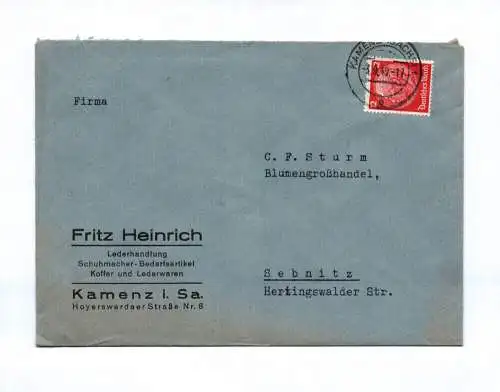 Firma
Deutsches Reich
C. F. Sturm
Blumengroßhandel,
Fritz Heinrich
Lederhandlung
Schuhmacher-Bedarfsartikel
Koffer und Lederwaren
Kamenz i. Sa.
Hoyerswerdaer Straße Nr. 6
Sebnitz
Hertingswalder Str.